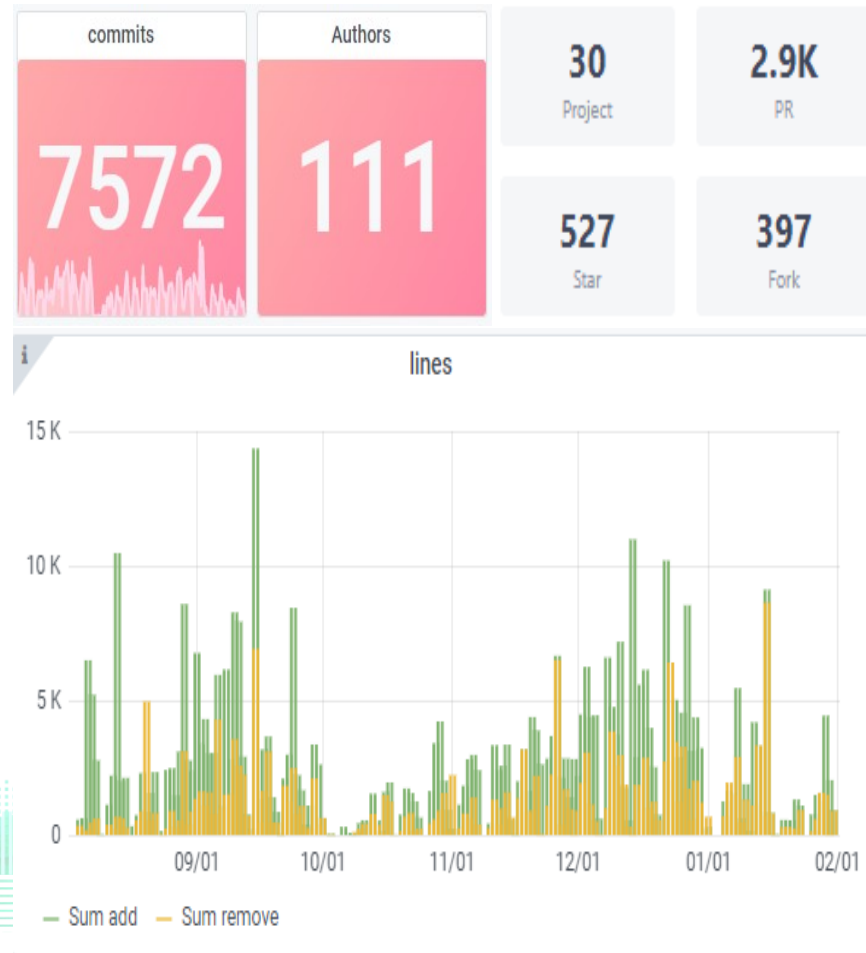 commits
Authors
7572
111
30
Project
2.9K
PR
527
Star
397
Fork
i
lines
15 K
10 K
5 K
0
09/01
10/01
11/01
12/01
01/01
02/01
Sum add
Sum remove